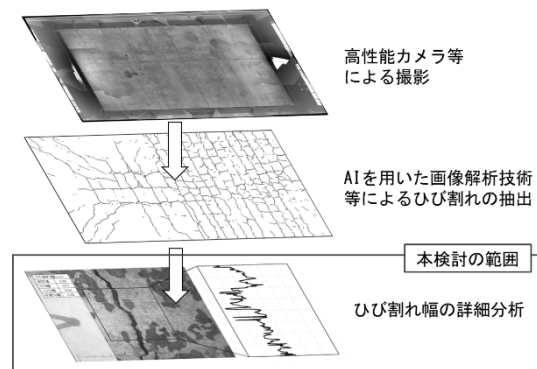 高性能カメラ等
による撮影
AIを用いた画像解析技術
等によるひび割れの抽出
本検討の範囲
ひび割れ幅の詳細分析